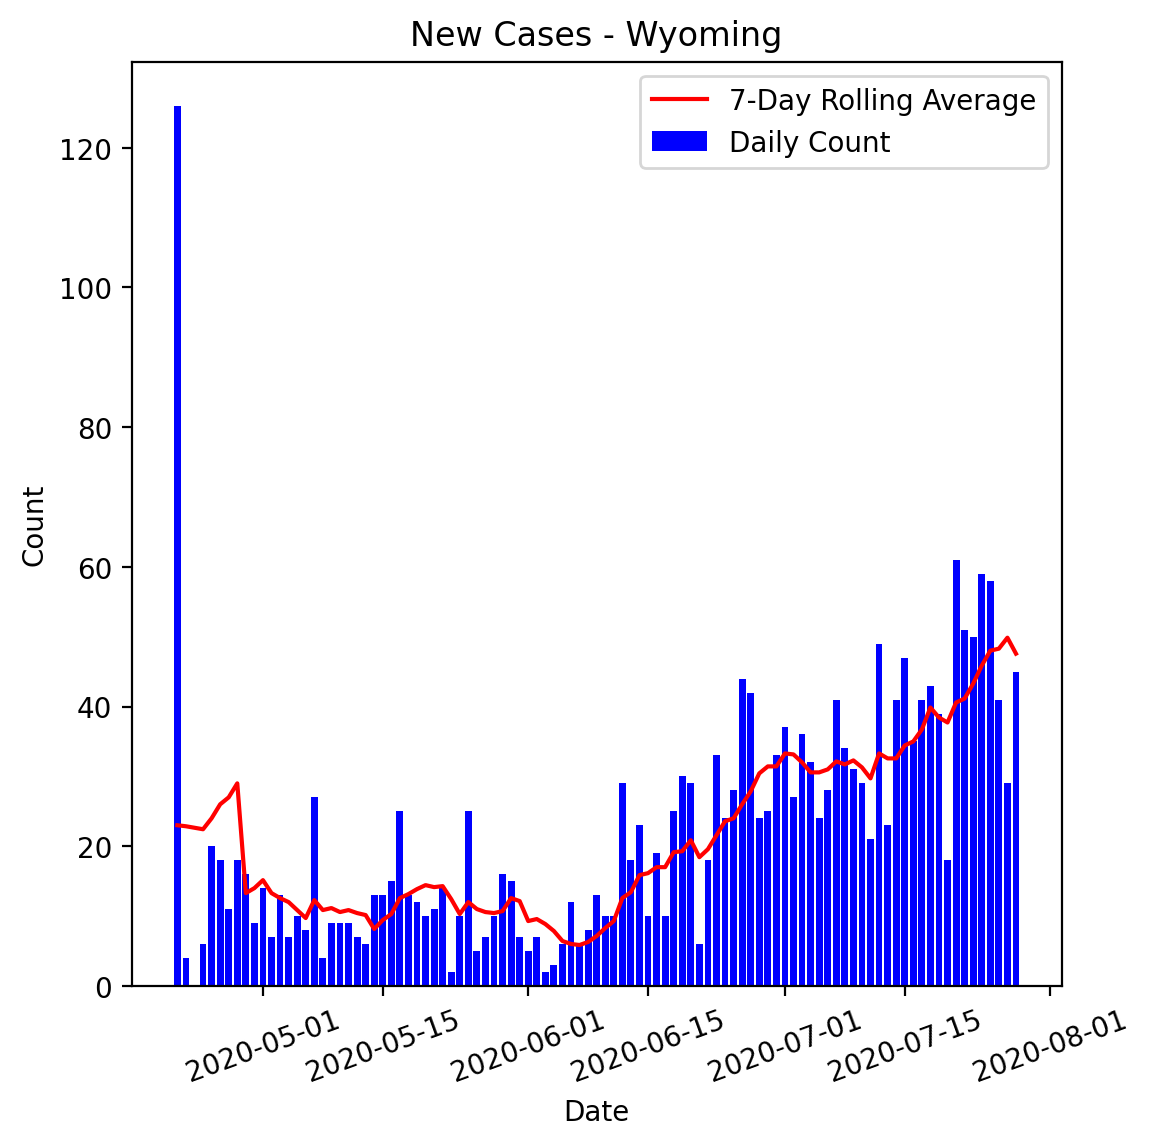 New Cases - Wyoming
7-Day Rolling Average
Daily Count
120
100
80
60
40
20
0
Count
2020-05-01
2020-05-15
2020-06-01
2020-06-15
2020-07-01
2020-07-15
2020-08-01
Date